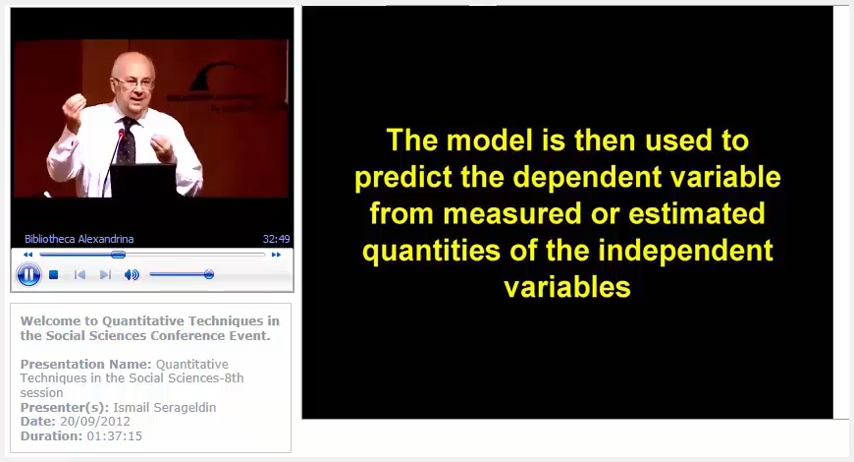 Bibliotheca Alexandrina
32:49
Welcome to Quantitative Techniques in
the Social Sciences Conference Event.
Presentation Name: Quantitative
Techniques in the Social Sciences-8th
session
Presenter(s): Ismail Serageldin
Date: 20/09/2012
Duration: 01:37:15
The model is then used to
predict the dependent variable
from measured or estimated
quantities of the independent
variables